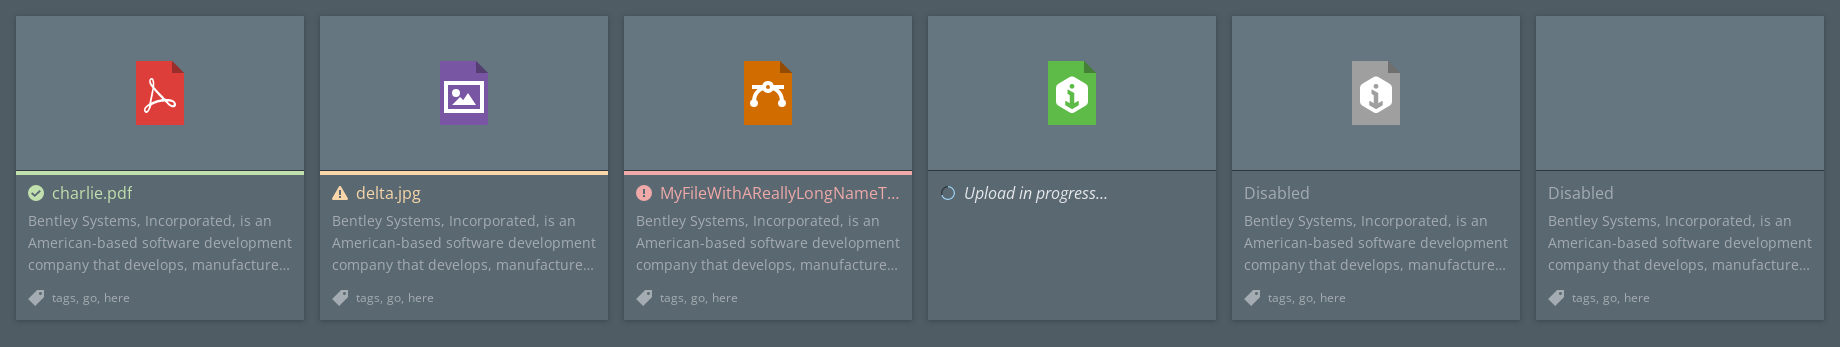 charlie.pdf
Bentley Systems, Incorporated, is an
American-based software development
company that develops, manufacture...
tags, go, here
delta.jpg
Bentley Systems, Incorporated, is an
American-based software development
company that develops, manufacture...
tags, go, here
MyFileWithAReallyLongNameT...
Bentley Systems, Incorporated, is an
American-based software development
company that develops, manufacture...
tags, go, here
Upload in progress...
Disabled
Bentley Systems, Incorporated, is an
American-based software development
company that develops, manufacture...
tags, go, here
Disabled
Bentley Systems, Incorporated, is an
American-based software development
company that develops, manufacture...
tags, go, here